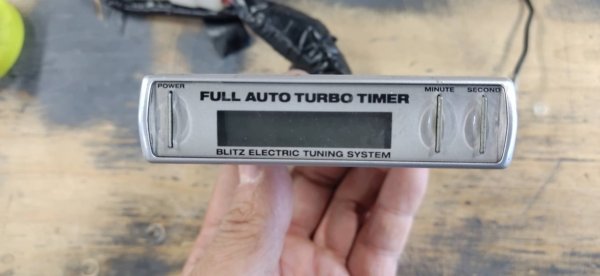 POWER
FULL AUTO TURBO TIMER
MINUTE
SECOND
BLITZ ELECTRIC TUNING SYSTEM